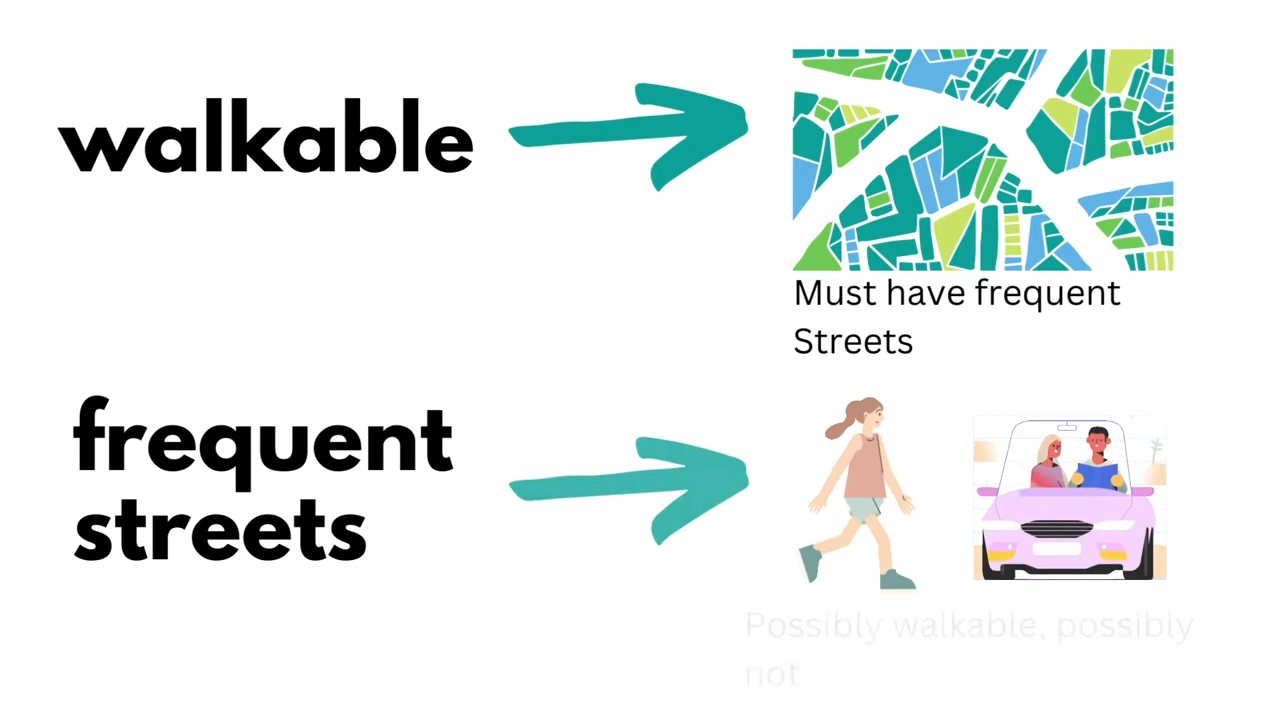 walkable
Must have frequent
Streets
frequent
streets
Possibly walkable, possibly
not